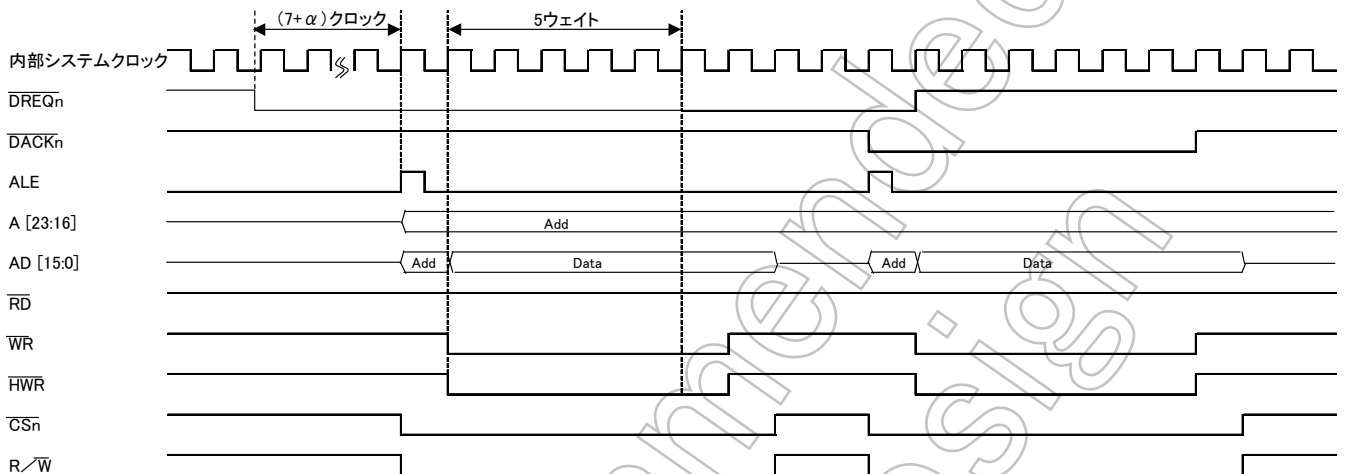 (7+α)クロック 5ウェイト
内部システムクロック
DREQn
DACKn
ALE
A [23:16] Add
AD [15:0] Add Data Add Data
RD
WR
HWR
CSn
R/W